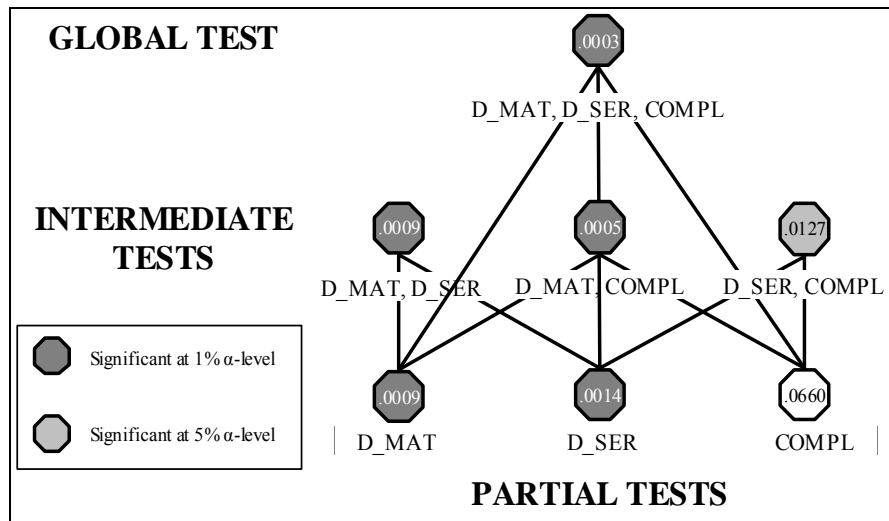 GLOBAL TEST
.0003
D_MAT, D_SER, COMPL
INTERMEDIATE
TESTS
.0009
.0005
.0127
D_MAT, D_SER
D_MAT, COMPL
D_SER, COMPL
Significant at 1% α-level
Significant at 5% α-level
.0009
.0014
.0660
D_MAT
D_SER
COMPL
PARTIAL TESTS